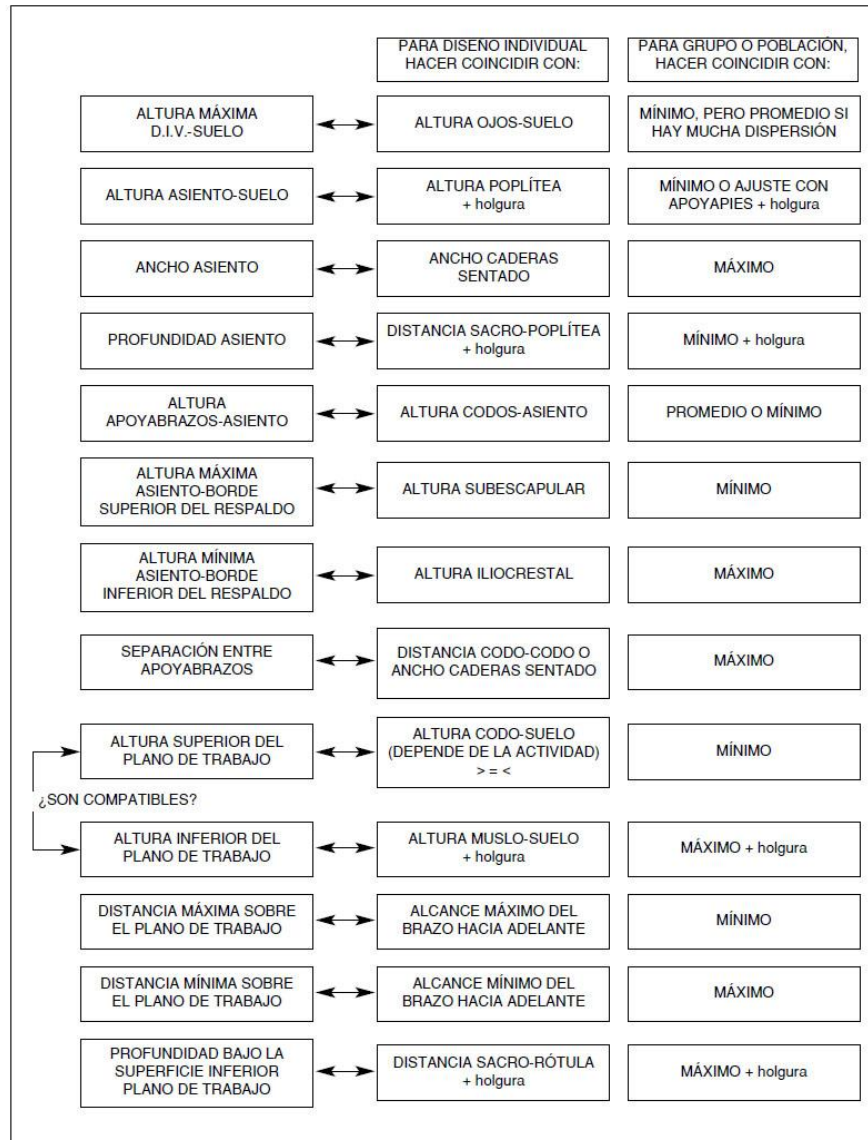 PARA DISEÑO INDIVIDUAL
HACER COINCIDIR CON:
PARA GRUPO O POBLACIÓN,
HACER COINCIDIR CON:
ALTURA MÁXIMA
D.I.V.-SUELO
ALTURA OJOS-SUELO
MÍNIMO, PERO PROMEDIO SI
HAY MUCHA DISPERSIÓN
ALTURA ASIENTO-SUELO
ALTURA POPLÍTEA
+ holgura
MÍNIMO O AJUSTE CON
APOYAPIES + holgura
ANCHO ASIENTO
ANCHO CADERAS
SENTADO
MÁXIMO
PROFUNDIDAD ASIENTO
DISTANCIA SACRO-POPLÍTEA
+ holgura
MÍNIMO + holgura
ALTURA
APOYABRAZOS-ASIENTO
ALTURA CODOS-ASIENTO
PROMEDIO O MÍNIMO
ALTURA MÁXIMA
ASIENTO-BORDE
SUPERIOR DEL RESPALDO
ALTURA SUBESCAPULAR
MÍNIMO
ALTURA MÍNIMA
ASIENTO-BORDE
INFERIOR DEL RESPALDO
ALTURA ILIOCRESTAL
MÁXIMO
SEPARACIÓN ENTRE
APOYABRAZOS
DISTANCIA CODO-CODO O
ANCHO CADERAS SENTADO
MÁXIMO
ALTURA SUPERIOR DEL
PLANO DE TRABAJO
ALTURA CODO-SUELO
(DEPENDE DE LA ACTIVIDAD)
> = <
MÍNIMO
¿SON COMPATIBLES?
ALTURA INFERIOR DEL
PLANO DE TRABAJO
ALTURA MUSLO-SUELO
+ holgura
MÁXIMO + holgura
DISTANCIA MÁXIMA SOBRE
EL PLANO DE TRABAJO
ALCANCE MÁXIMO DEL
BRAZO HACIA ADELANTE
MÍNIMO
DISTANCIA MÍNIMA SOBRE
EL PLANO DE TRABAJO
ALCANCE MÍNIMO DEL
BRAZO HACIA ADELANTE
MÁXIMO
PROFUNDIDAD BAJO LA
SUPERFICIE INFERIOR
PLANO DE TRABAJO
DISTANCIA SACRO-RÓTULA
+ holgura
MÁXIMO + holgura